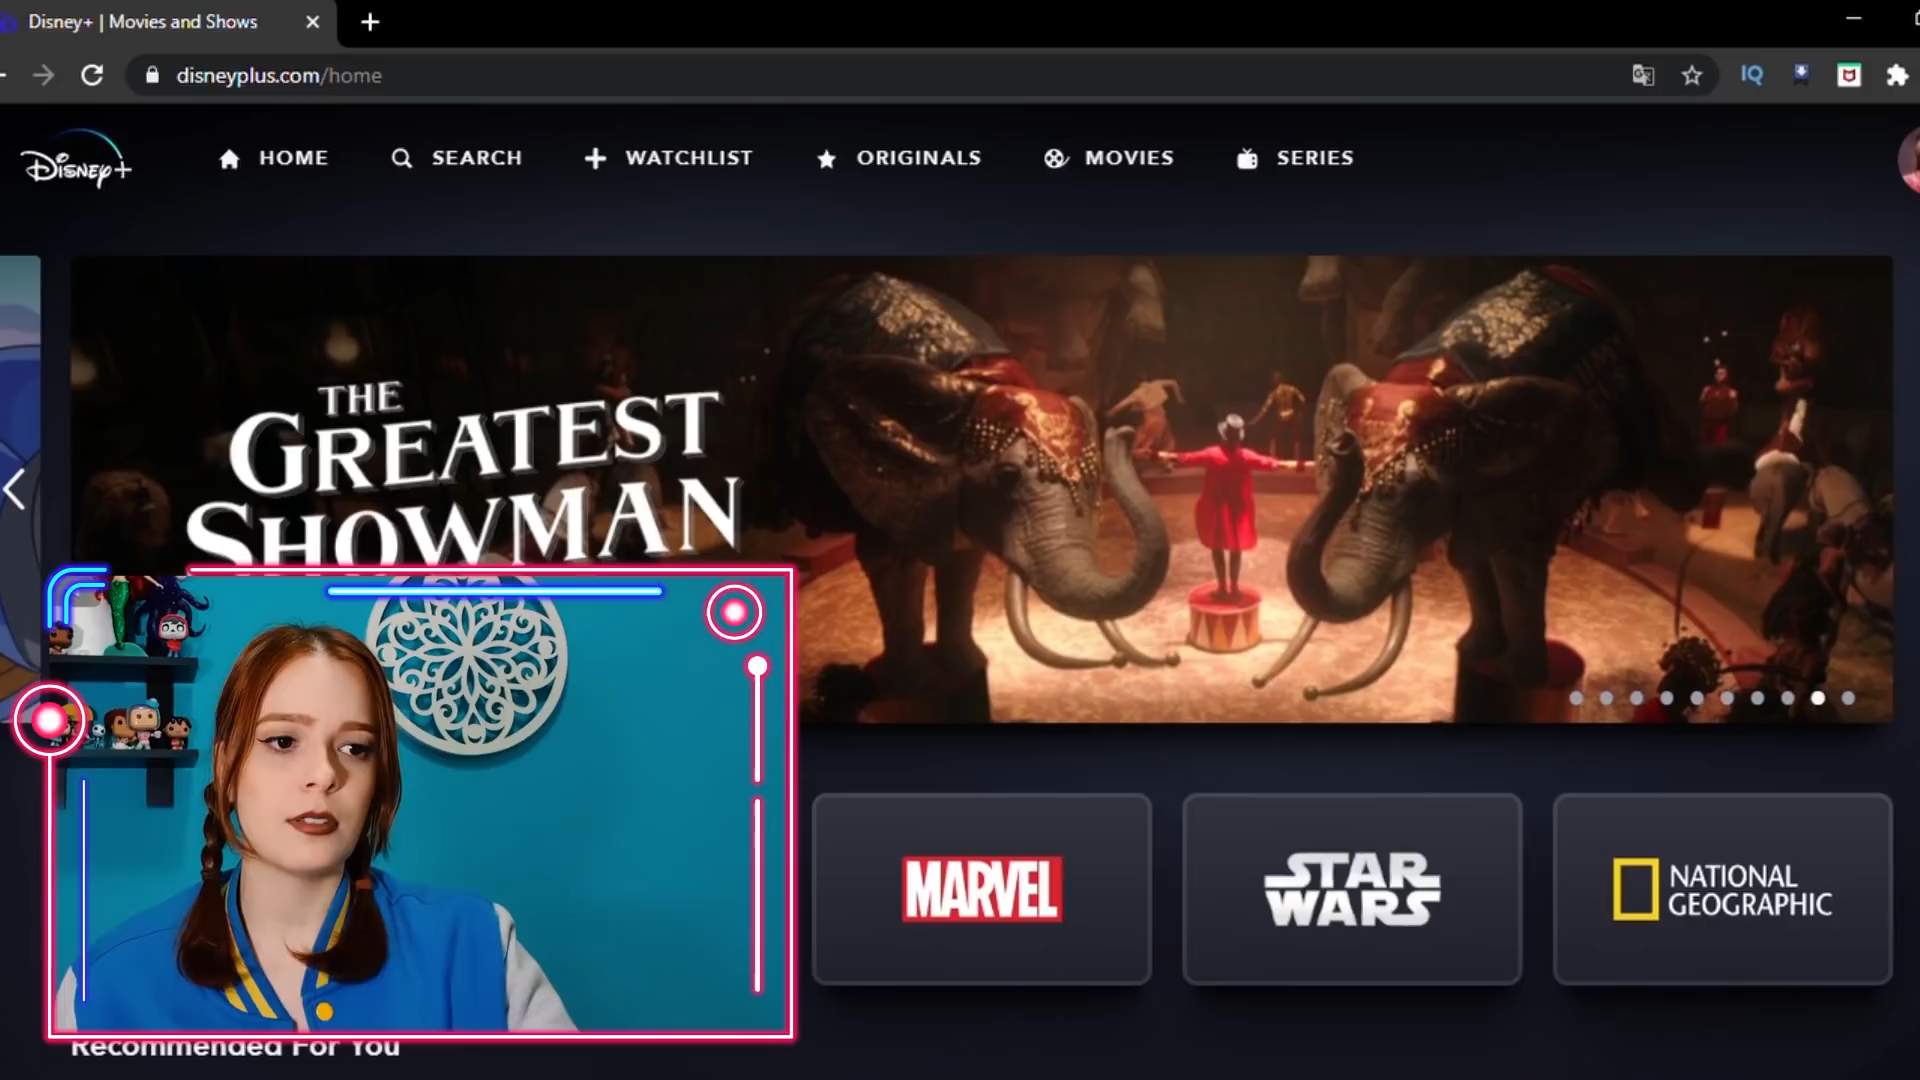 Disney+ | Movies and Shows
disneyplus.com/home
IQ
Disney+
HOME
SEARCH
WATCHLIST
ORIGINALS
MOVIES
SERIES
THE
GREATEST
SHOWMAN
MARVEL
STAR
WARS
NATIONAL
GEOGRAPHIC
Recommended For You